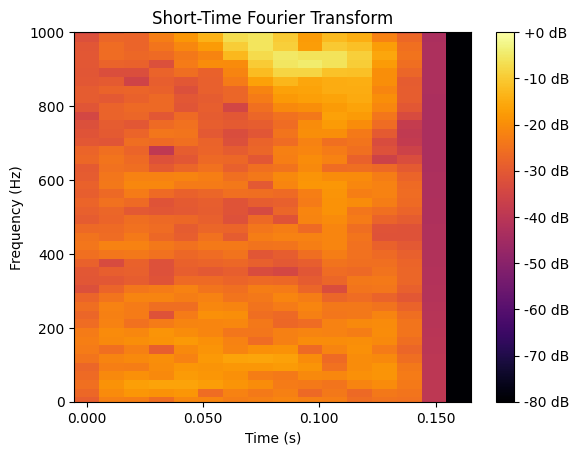 Short-Time Fourier Transform
1000
800
600
400
200
0
Frequency (Hz)
0.000
0.050
0.100
0.150
Time (s)
+0 dB
-10 dB
-20 dB
-30 dB
-40 dB
-50 dB
-60 dB
-70 dB
-80 dB